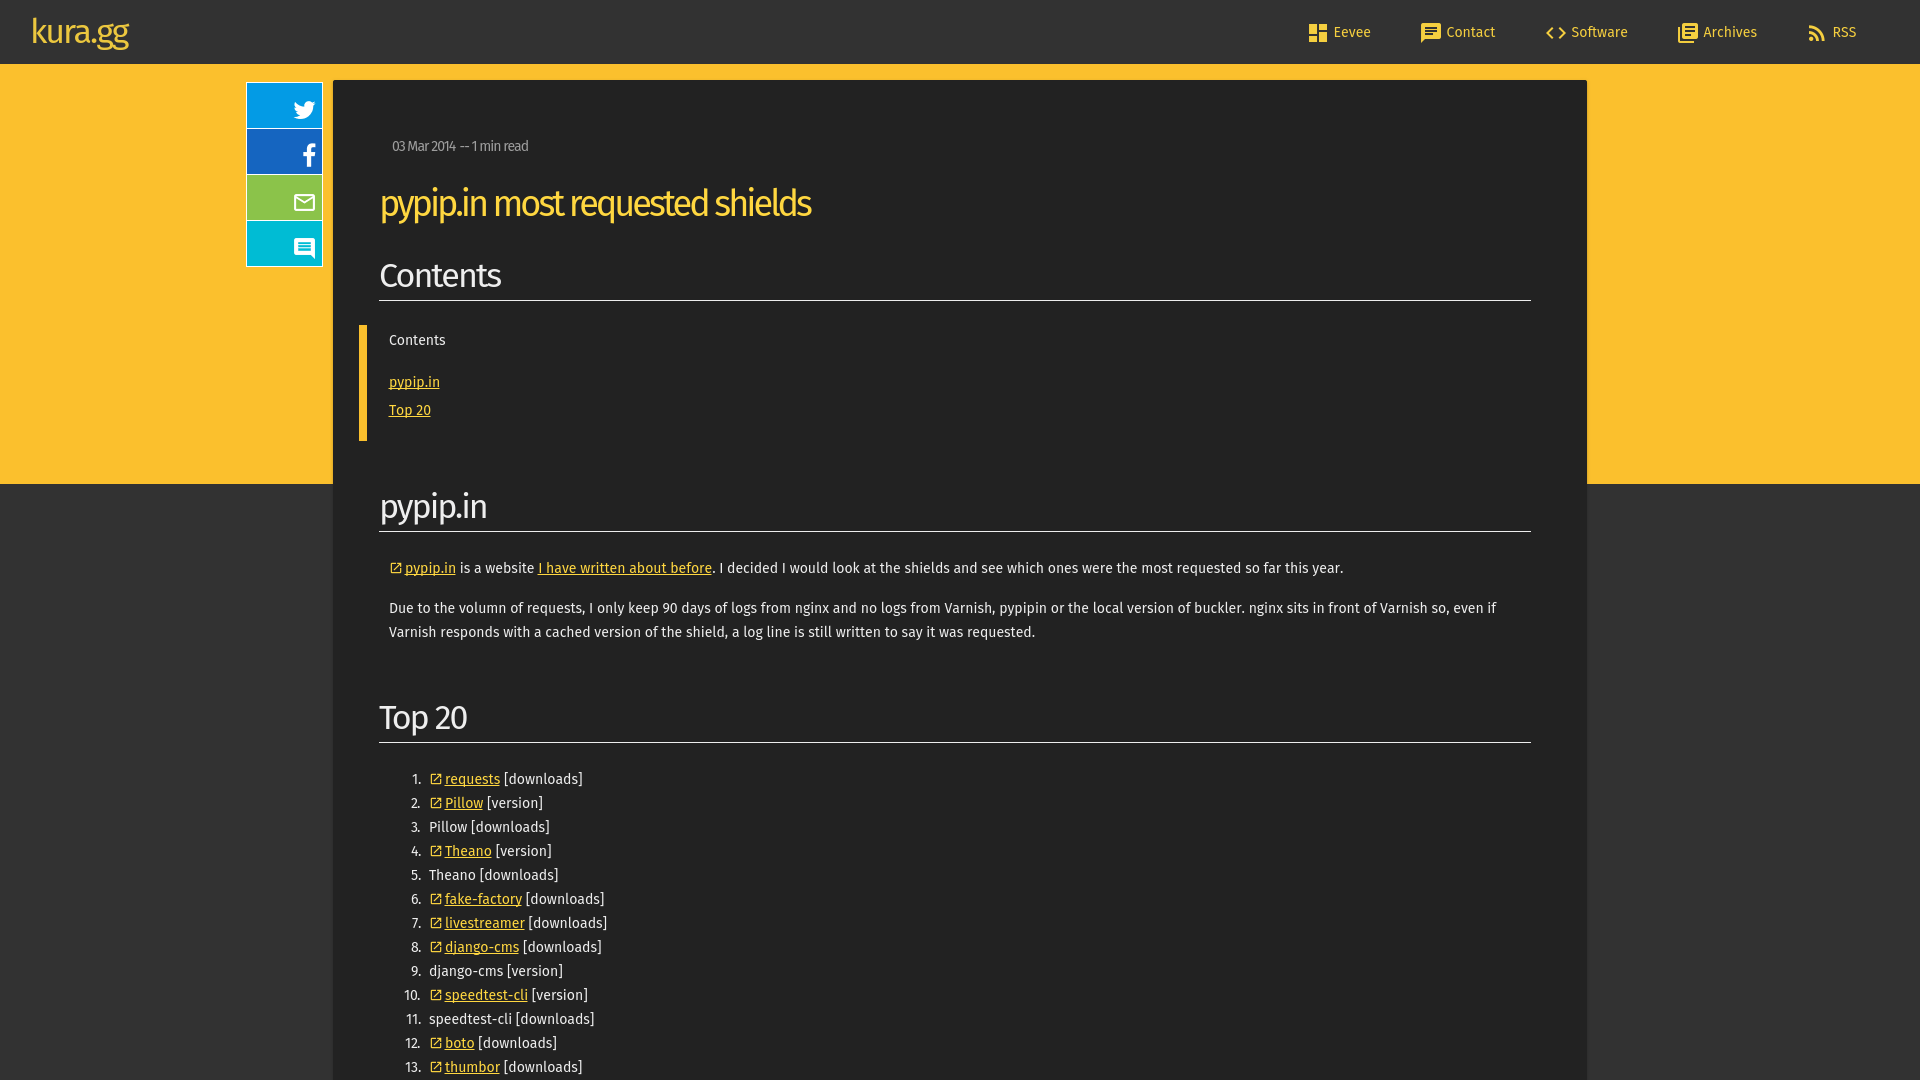 kura.gg
Eevee
Contact
Software
Archives
RSS
03 Mar 2014 -- 1 min read
pypip.in most requested shields
Contents
Contents
pypip.in
Top 20
pypip.in
pypip.in is a website I have written about before. I decided I would look at the shields and see which ones were the most requested so far this year.
Due to the volumn of requests, I only keep 90 days of logs from nginx and no logs from Varnish, pypipin or the local version of buckler. nginx sits in front of Varnish so, even if
Varnish responds with a cached version of the shield, a log line is still written to say it was requested.
Top 20
1. requests [downloads]
2. Pillow [version]
3. Pillow [downloads]
4. Theano [version]
5. Theano [downloads]
6. fake-factory [downloads]
7. livestreamer [downloads]
8. django-cms [downloads]
9. django-cms [version]
10. speedtest-cli [version]
11. speedtest-cli [downloads]
12. boto [downloads]
13. thumbor [downloads]